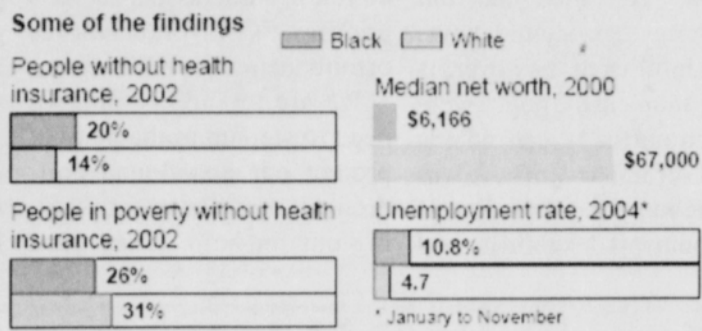 Some of the findings
Black White
People without health
insurance, 2002
20%
14%
Median net worth, 2000
$6,166
$67,000
People in poverty without health
insurance, 2002
26%
31%
Unemployment rate, 2004*
10.8%
4.7
* January to November